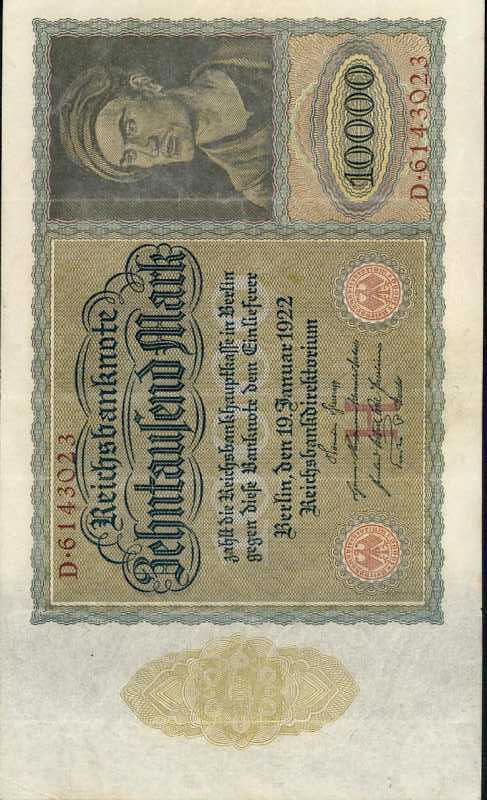 D·6143023
Reichsbanknote
Zehntausend Mark
zahlt die Reichsbankhauptkasse in Berlin
gegen diese Banknote dem Einlieferer
Berlin, den 19. Januar 1922
Reichsbankdirektorium
H
10000
D·6143023